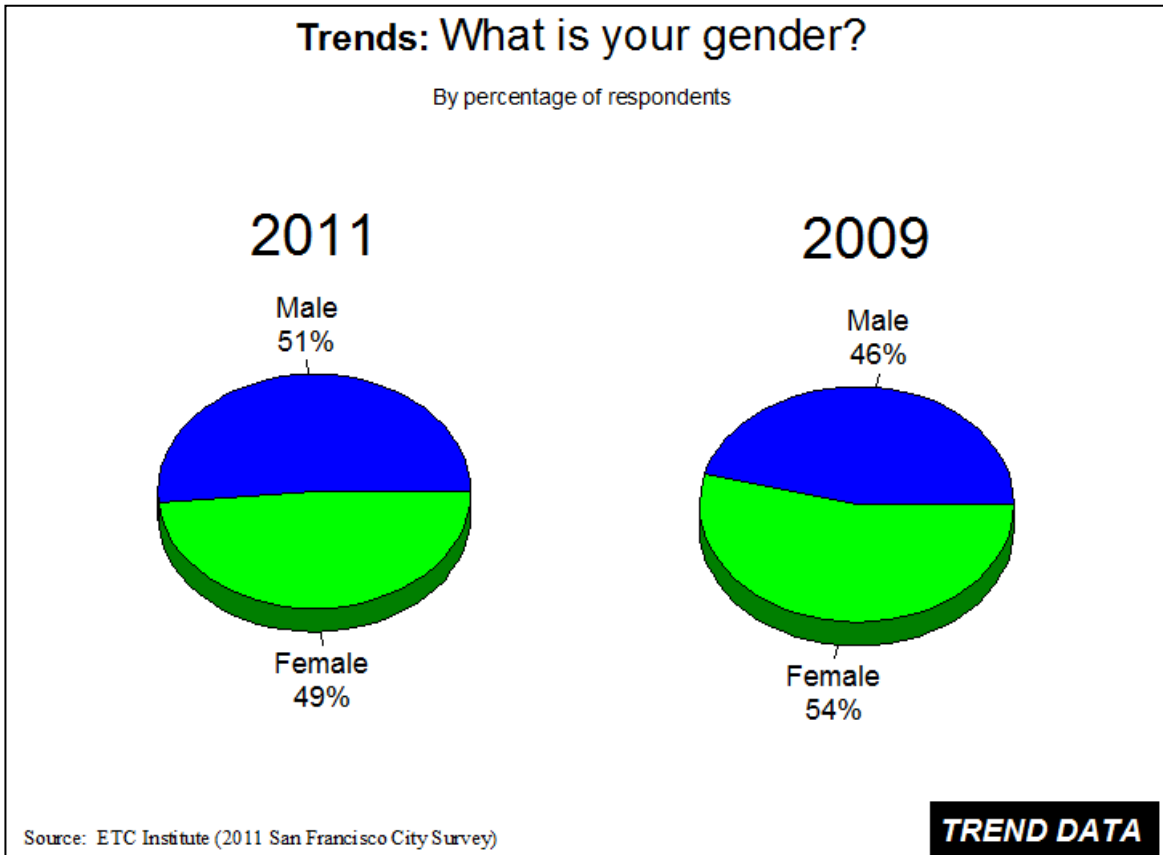 Trends: What is your gender?
By percentage of respondents
2011
Male
51%
Female
49%
2009
Male
46%
Female
54%
Source: ETC Institute (2011 San Francisco City Survey)
TREND DATA